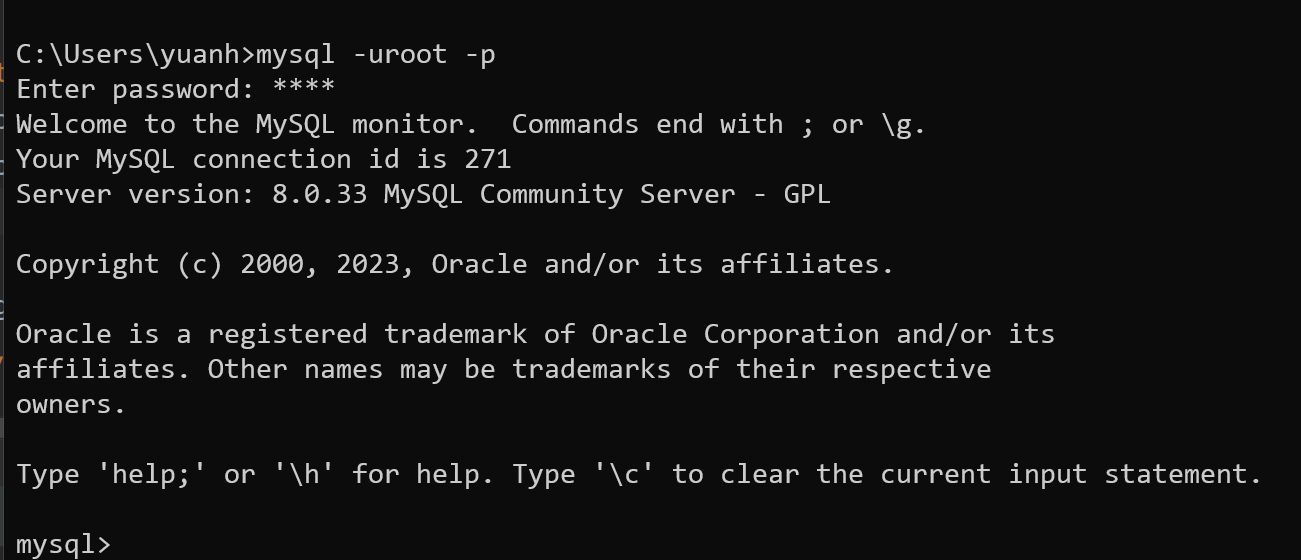 C:\Users\yuanh>mysql -uroot -p
Enter password: ****
Welcome to the MySQL monitor.  Commands end with ; or \g.
Your MySQL connection id is 271
Server version: 8.0.33 MySQL Community Server - GPL
Copyright (c) 2000, 2023, Oracle and/or its affiliates.
Oracle is a registered trademark of Oracle Corporation and/or its
affiliates. Other names may be trademarks of their respective
owners.
Type 'help;' or '\h' for help. Type '\c' to clear the current input statement.
mysql>